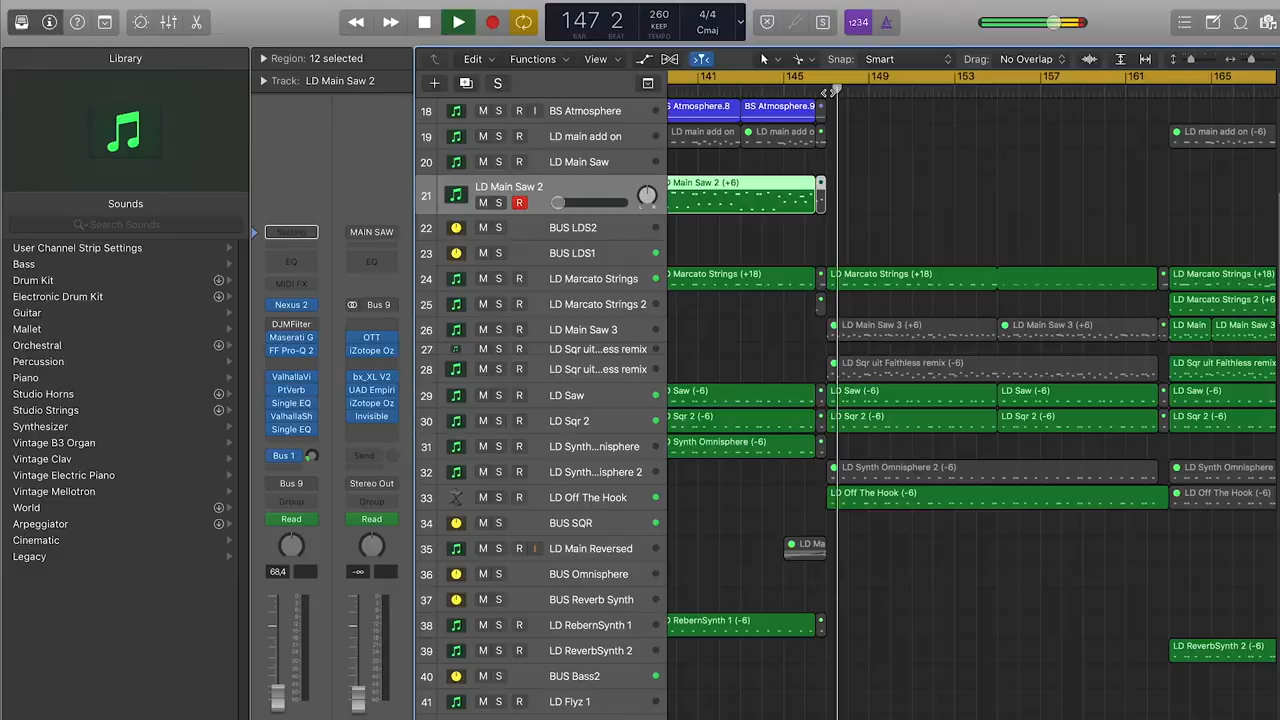 147 2
BAR BEAT
260
KEEP
TEMPO
4/4
Cmaj
1234
Library
Region: 12 selected
Track: LD Main Saw 2
Edit Functions View Snap: Smart Drag: No Overlap
S
141 145 149 153 157 161 165
Sounds
Search Sounds
User Channel Strip Settings
Bass
Drum Kit
Electronic Drum Kit
Guitar
Mallet
Orchestral
Percussion
Piano
Studio Horns
Studio Strings
Synthesizer
Vintage B3 Organ
Vintage Clav
Vintage Electric Piano
Vintage Mellotron
World
Arpeggiator
Cinematic
Legacy
Setting MAIN SAW
EQ EQ
MIDI FX
Nexus 2 Bus 9
DJMFilter
Maserati G OTT
FF Pro-Q 2 iZotope Oz
ValhallaVi bx_XL V2
PtVerb UAD Empiri
Single EQ iZotope Oz
ValhallaSh Invisible
Single EQ
Bus 1 Send
Bus 9 Stereo Out
Group Group
Read Read
68,4 -∞
18 M S R I BS Atmosphere
19 M S R LD main add on
20 M S R LD Main Saw
21 LD Main Saw 2
M S R
22 M S BUS LDS2
23 M S BUS LDS1
24 M S R LD Marcato Strings
25 M S R LD Marcato Strings 2
26 M S R LD Main Saw 3
27 M S R LD Sqr uit...ess remix
28 M S R LD Sqr uit...ess remix
29 M S R LD Saw
30 M S R LD Sqr 2
31 M S R LD Synth...nisphere
32 M S R LD Synth...isphere 2
33 M S R LD Off The Hook
34 M S BUS SQR
35 M S R I LD Main Reversed
36 M S BUS Omnisphere
37 M S BUS Reverb Synth
38 M S R LD RebernSynth 1
39 M S R LD ReverbSynth 2
40 M S BUS Bass2
41 M S R LD Flyz 1
S Atmosphere.8 BS Atmosphere.9
LD main add on LD main add o LD main add on (-6)
D Main Saw 2 (+6)
D Marcato Strings (+18) LD Marcato Strings (+18) LD Marcato Strings (+18)
LD Marcato Strings 2 (+6
LD Main Saw 3 (+6) LD Main Saw 3 (+6) LD Main LD Main Saw 3
LD Sqr uit Faithless remix (-6) LD Sqr uit Faithless remix
D Saw (-6) LD Saw (-6) LD Saw (-6) LD Saw (-6)
D Sqr 2 (-6) LD Sqr 2 (-6) LD Sqr 2 (-6) LD Sqr 2 (-6)
D Synth Omnisphere (-6)
LD Synth Omnisphere 2 (-6) LD Synth Omnisphere
LD Off The Hook (-6) LD Off The Hook (-6)
LD Ma
D RebernSynth 1 (-6)
LD ReverbSynth 2 (-6)